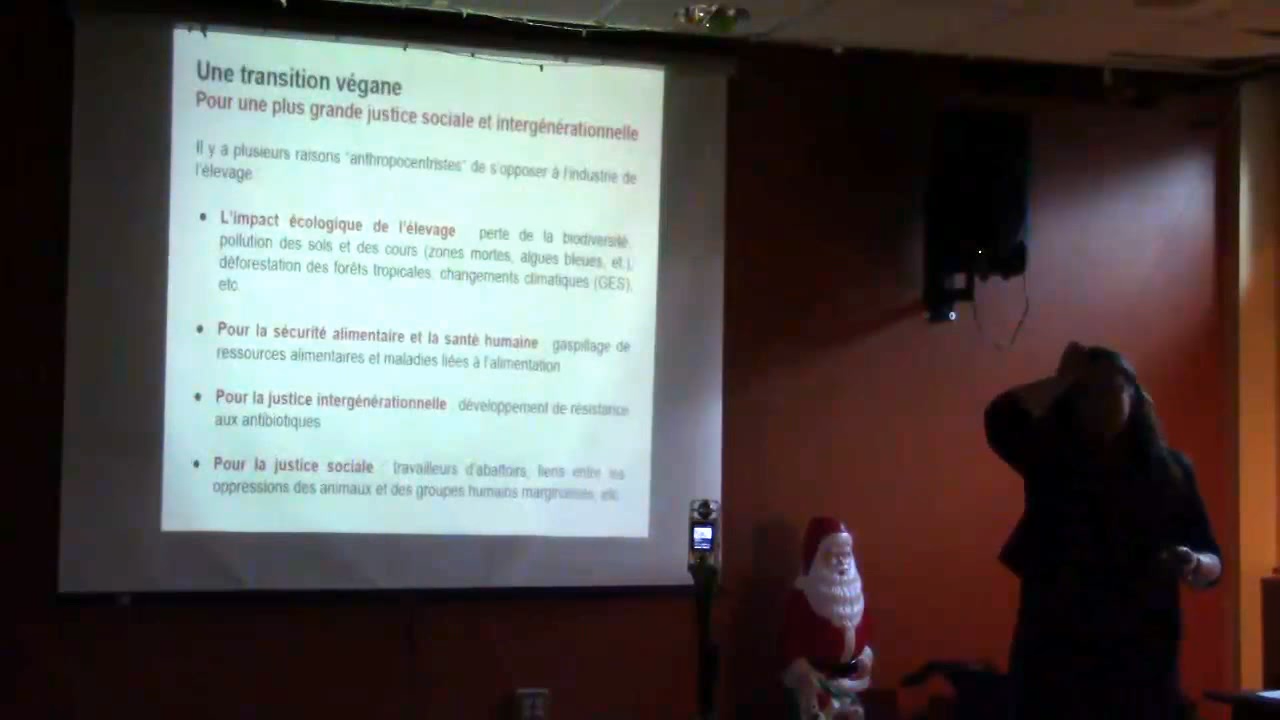 Une transition végane
Pour une plus grande justice sociale et intergénérationnelle
Il y a plusieurs raisons "anthropocentristes" de s'opposer à l'industrie de
l'élevage
• L'impact écologique de l'élevage perte de la biodiversité,
pollution des sols et des cours (zones mortes, algues bleues, et.),
déforestation des forêts tropicales, changements climatiques (GES),
etc.
• Pour la sécurité alimentaire et la santé humaine gaspillage de
ressources alimentaires et maladies liées à l'alimentation
• Pour la justice intergénérationnelle : développement de résistance
aux antibiotiques
• Pour la justice sociale : travailleurs d'abattoirs, liens entre les
oppressions des animaux et des groupes humains marginalisés, etc.